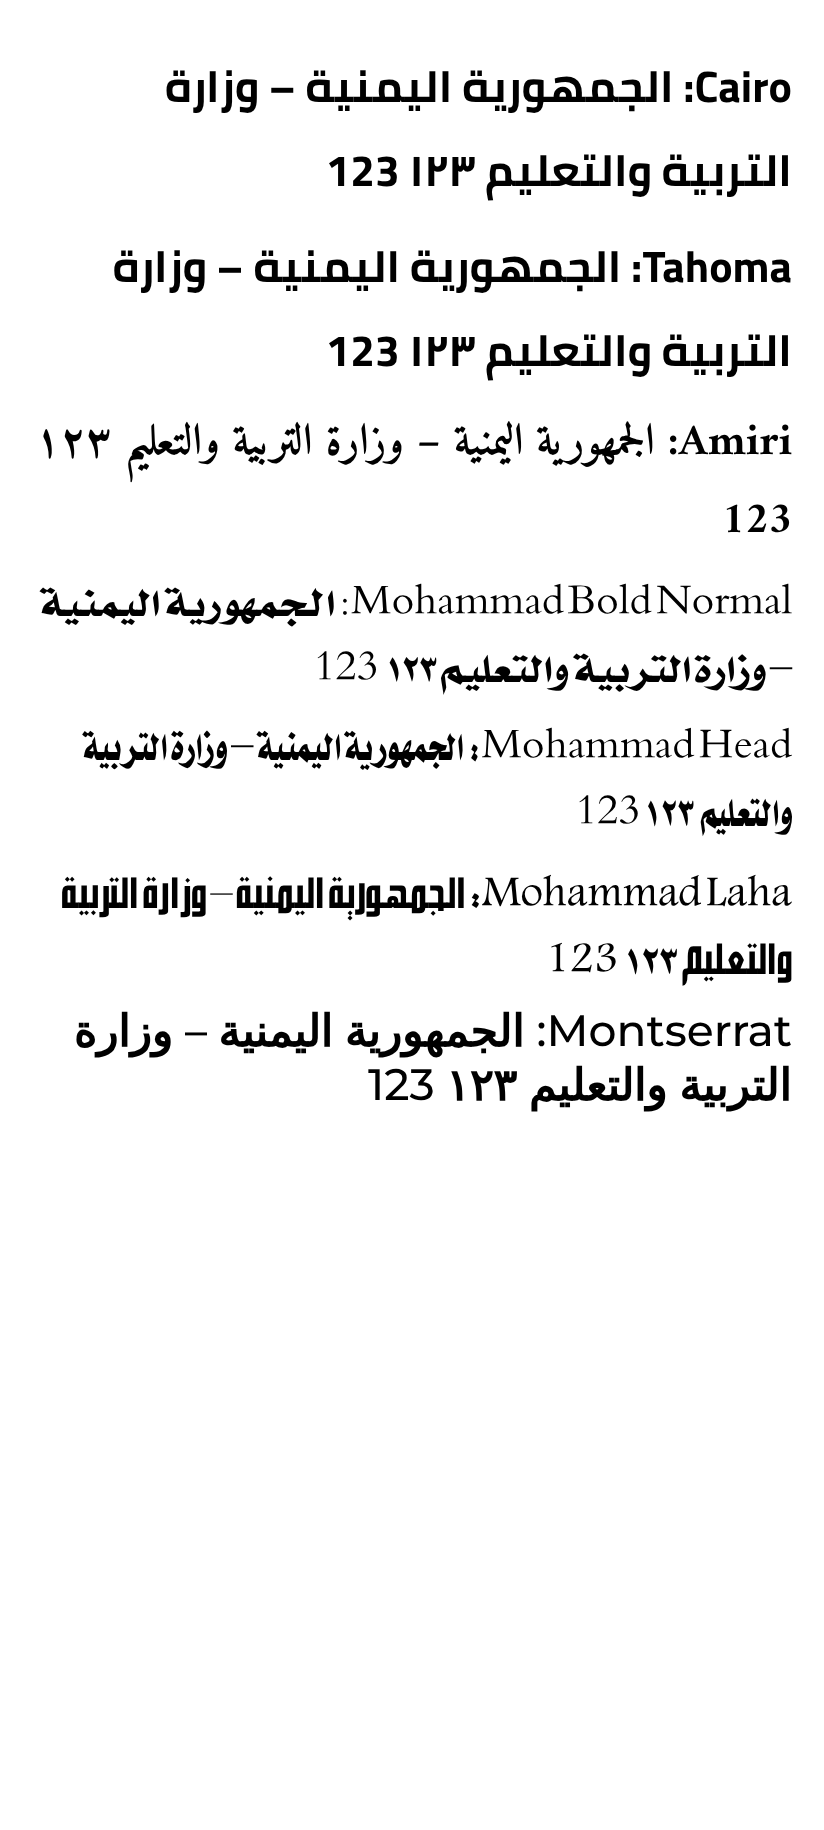 Cairo: الجمهورية اليمنية – وزارة
التربية والتعليم ١٢٣ 123
Tahoma: الجمهورية اليمنية – وزارة
التربية والتعليم ١٢٣ 123
Amiri: الجمهورية اليمنية – وزارة التربية والتعليم ١٢٣
123
Mohammad Bold Normal: الجمهورية اليمنية
– وزارة التربية والتعليم ١٢٣ 123
Mohammad Head: الجمهورية اليمنية – وزارة التربية
والتعليم ١٢٣ 123
Mohammad Laha: الجمهورية اليمنية – وزارة التربية
والتعليم ١٢٣ 123
Montserrat: الجمهورية اليمنية – وزارة
التربية والتعليم ١٢٣ 123